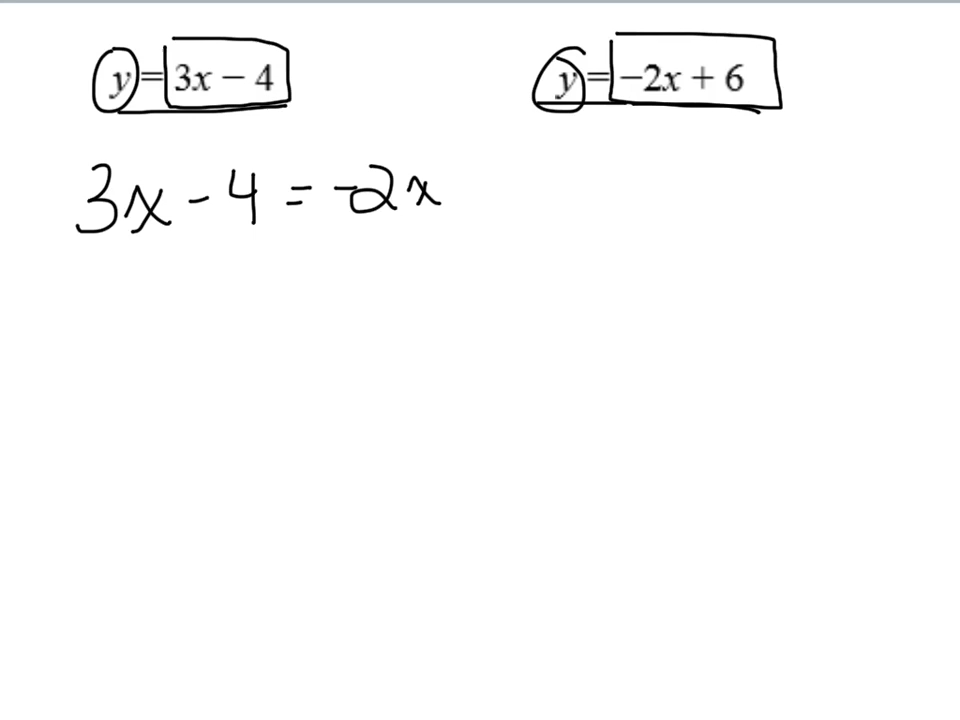 y = 3x − 4
y = −2x + 6
3x - 4 = -2x